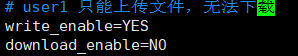 # user1 只能上传文件，无法下载
write_enable=YES
download_enable=NO